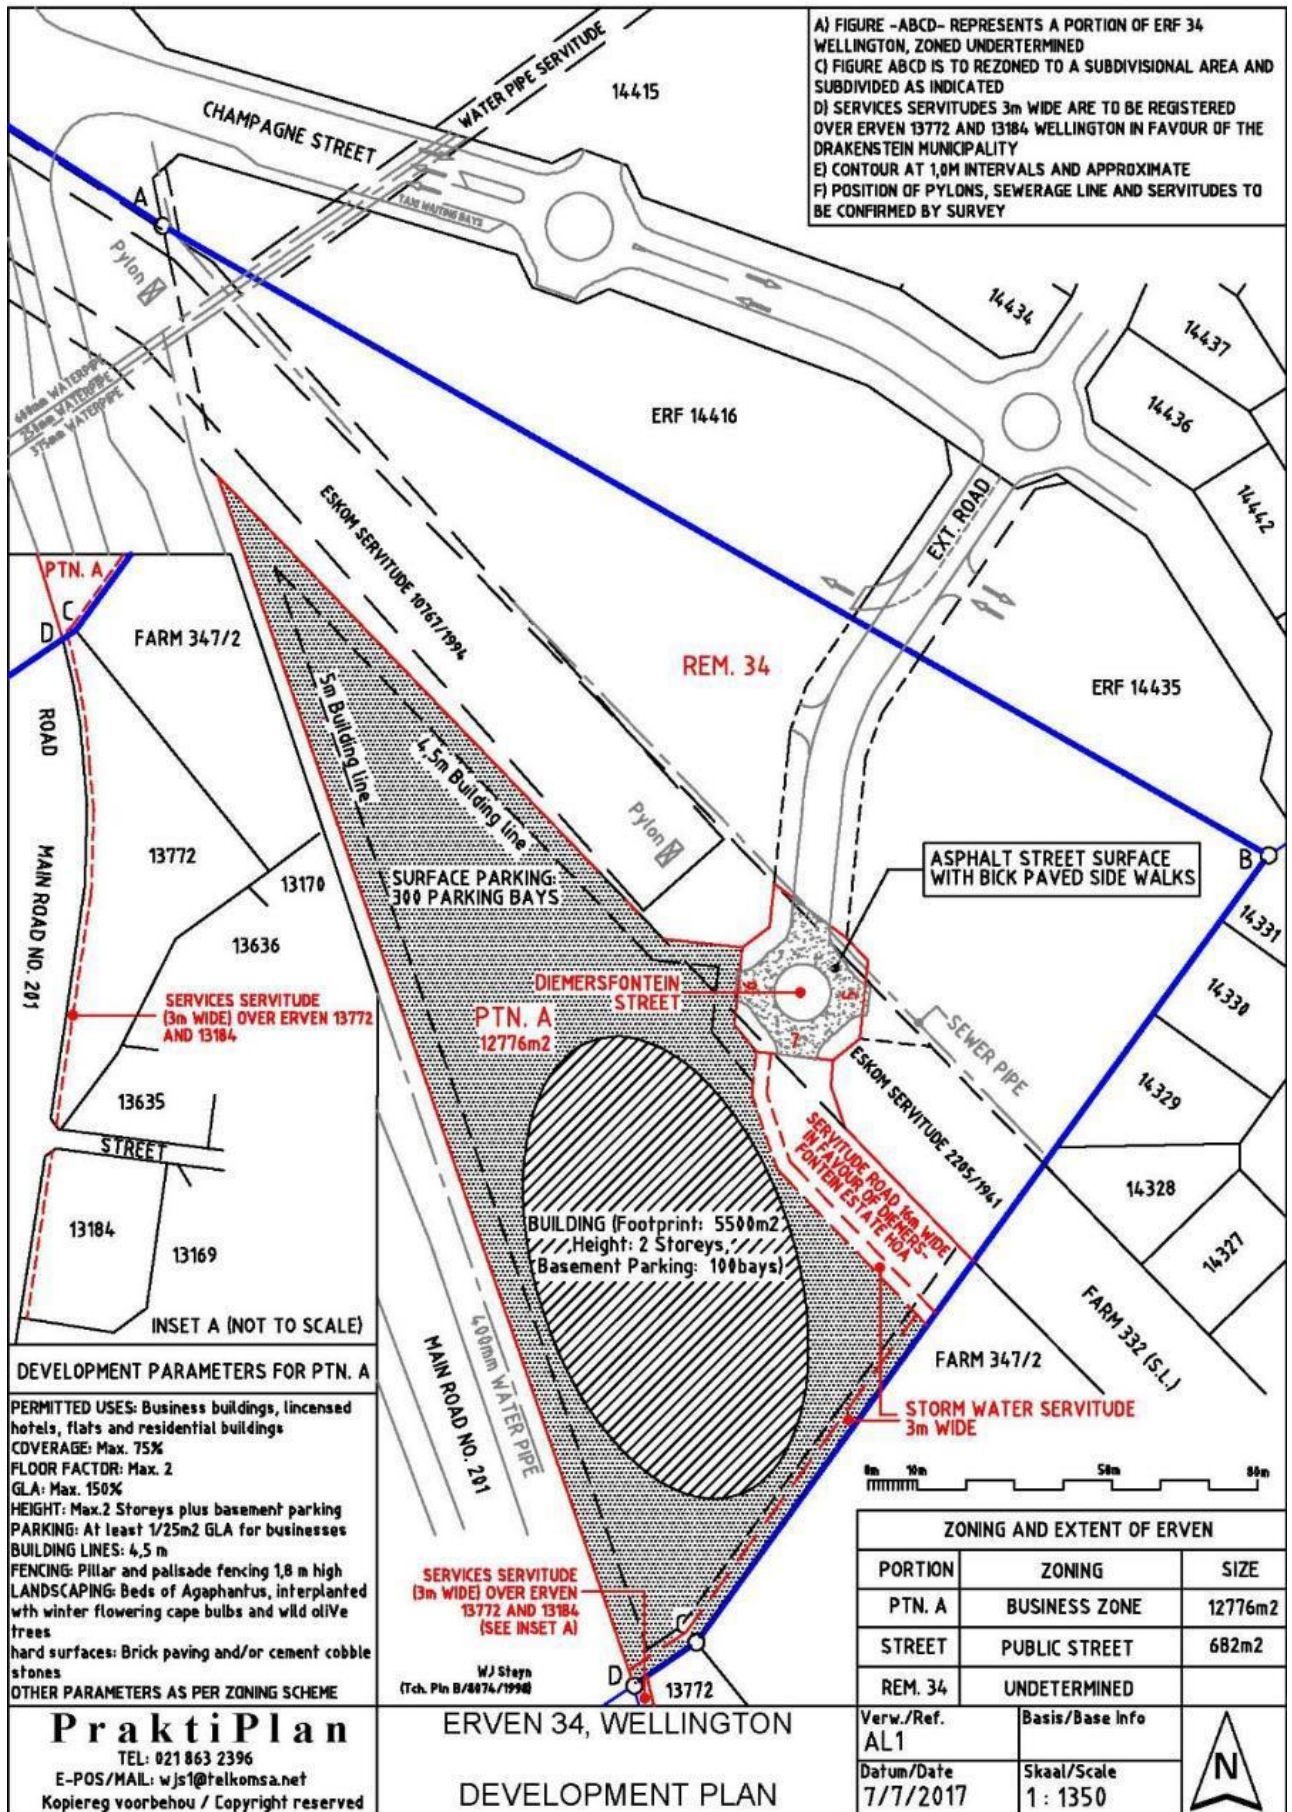 A) FIGURE -ABCD- REPRESENTS A PORTION OF ERF 34
WELLINGTON, ZONED UNDERTERMINED
C) FIGURE ABCD IS TO REZONED TO A SUBDIVISIONAL AREA AND
SUBDIVIDED AS INDICATED
D) SERVICES SERVITUDES 3m WIDE ARE TO BE REGISTERED
OVER ERVEN 13772 AND 13184 WELLINGTON IN FAVOUR OF THE
DRAKENSTEIN MUNICIPALITY
E) CONTOUR AT 1,0M INTERVALS AND APPROXIMATE
F) POSITION OF PYLONS, SEWERAGE LINE AND SERVITUDES TO
BE CONFIRMED BY SURVEY
WATER PIPE SERVITUDE
14415
CHAMPAGNE STREET
TAXI WAITING BAYS
A
Pylon
14434
14437
14436
14442
600mm WATERPIPE
250mm WATERPIPE
375mm WATERPIPE
ERF 14416
EXT. ROAD
ESKOM SERVITUDE 10767/1994
REM. 34
ERF 14435
5m Building line
4,5m Building line
Pylon
B
ASPHALT STREET SURFACE
WITH BICK PAVED SIDE WALKS
SURFACE PARKING:
300 PARKING BAYS
14331
14330
14329
14328
14327
DIEMERSFONTEIN
STREET
5
7
PTN. A
12776m2
SEWER PIPE
ESKOM SERVITUDE 2205/1941
SERVITUDE ROAD 16m WIDE
IN FAVOUR OF DIEMERS-
FONTEIN ESTATE HOA
BUILDING (Footprint: 5500m2
Height: 2 Storeys,
(Basement Parking: 100bays)
FARM 332 (S.L.)
FARM 347/2
STORM WATER SERVITUDE
3m WIDE
400mm WATER PIPE
MAIN ROAD NO. 201
SERVICES SERVITUDE
(3m WIDE) OVER ERVEN
13772 AND 13184
(SEE INSET A)
C
D
13772
WJ Steyn
(Tch. Pln B/8074/1998)
0m 10m 50m 80m
PTN. A
C
D
FARM 347/2
ROAD
MAIN ROAD NO. 201
13772
13170
13636
SERVICES SERVITUDE
(3m WIDE) OVER ERVEN 13772
AND 13184
13635
STREET
13184
13169
INSET A (NOT TO SCALE)
DEVELOPMENT PARAMETERS FOR PTN. A
PERMITTED USES: Business buildings, lincensed
hotels, flats and residential buildings
COVERAGE: Max. 75%
FLOOR FACTOR: Max. 2
GLA: Max. 150%
HEIGHT: Max.2 Storeys plus basement parking
PARKING: At least 1/25m2 GLA for businesses
BUILDING LINES: 4,5 m
FENCING: Pillar and palisade fencing 1,8 m high
LANDSCAPING: Beds of Agaphantus, interplanted
wth winter flowering cape bulbs and wild oliVe
trees
hard surfaces: Brick paving and/or cement cobble
stones
OTHER PARAMETERS AS PER ZONING SCHEME
ZONING AND EXTENT OF ERVEN
PORTION ZONING SIZE
PTN. A BUSINESS ZONE 12776m2
STREET PUBLIC STREET 682m2
REM. 34 UNDETERMINED
PraktiPlan
TEL: 021 863 2396
E-POS/MAIL: wjs1@telkomsa.net
Kopiereg voorbehou / Copyright reserved
ERVEN 34, WELLINGTON
DEVELOPMENT PLAN
Verw./Ref.
AL1
Basis/Base Info
Datum/Date
7/7/2017
Skaal/Scale
1 : 1350
N